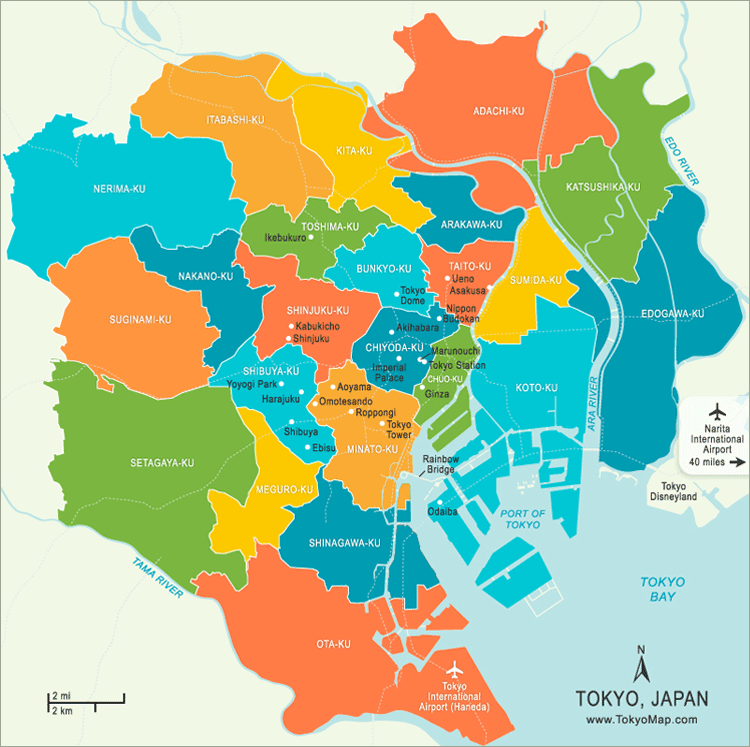 ADACHI-KU
ITABASHI-KU
KITA-KU
EDO RIVER
NERIMA-KU
KATSUSHIKA-KU
TOSHIMA-KU
Ikebukuro
ARAKAWA-KU
NAKANO-KU
BUNKYO-KU
TAITO-KU
Ueno
Asakusa
SUMIDA-KU
Tokyo
Dome
SUGINAMI-KU
SHINJUKU-KU
Kabukicho
Shinjuku
Nippon
Budokan
Akihabara
CHIYODA-KU
Imperial
Palace
Marunouchi
Tokyo Station
EDOGAWA-KU
SHIBUYA-KU
Yoyogi Park
Harajuku
Aoyama
Omotesando
Roppongi
CHUO-KU
Ginza
KOTO-KU
ARA RIVER
Narita
International
Airport
40 miles
Shibuya
Ebisu
Tokyo
Tower
MINATO-KU
SETAGAYA-KU
MEGURO-KU
Rainbow
Bridge
Tokyo
Disneyland
Odaiba
PORT OF
TOKYO
SHINAGAWA-KU
TAMA RIVER
TOKYO
BAY
OTA-KU
Tokyo
International
Airport (Haneda)
2 mi
2 km
N
TOKYO, JAPAN
www.TokyoMap.com